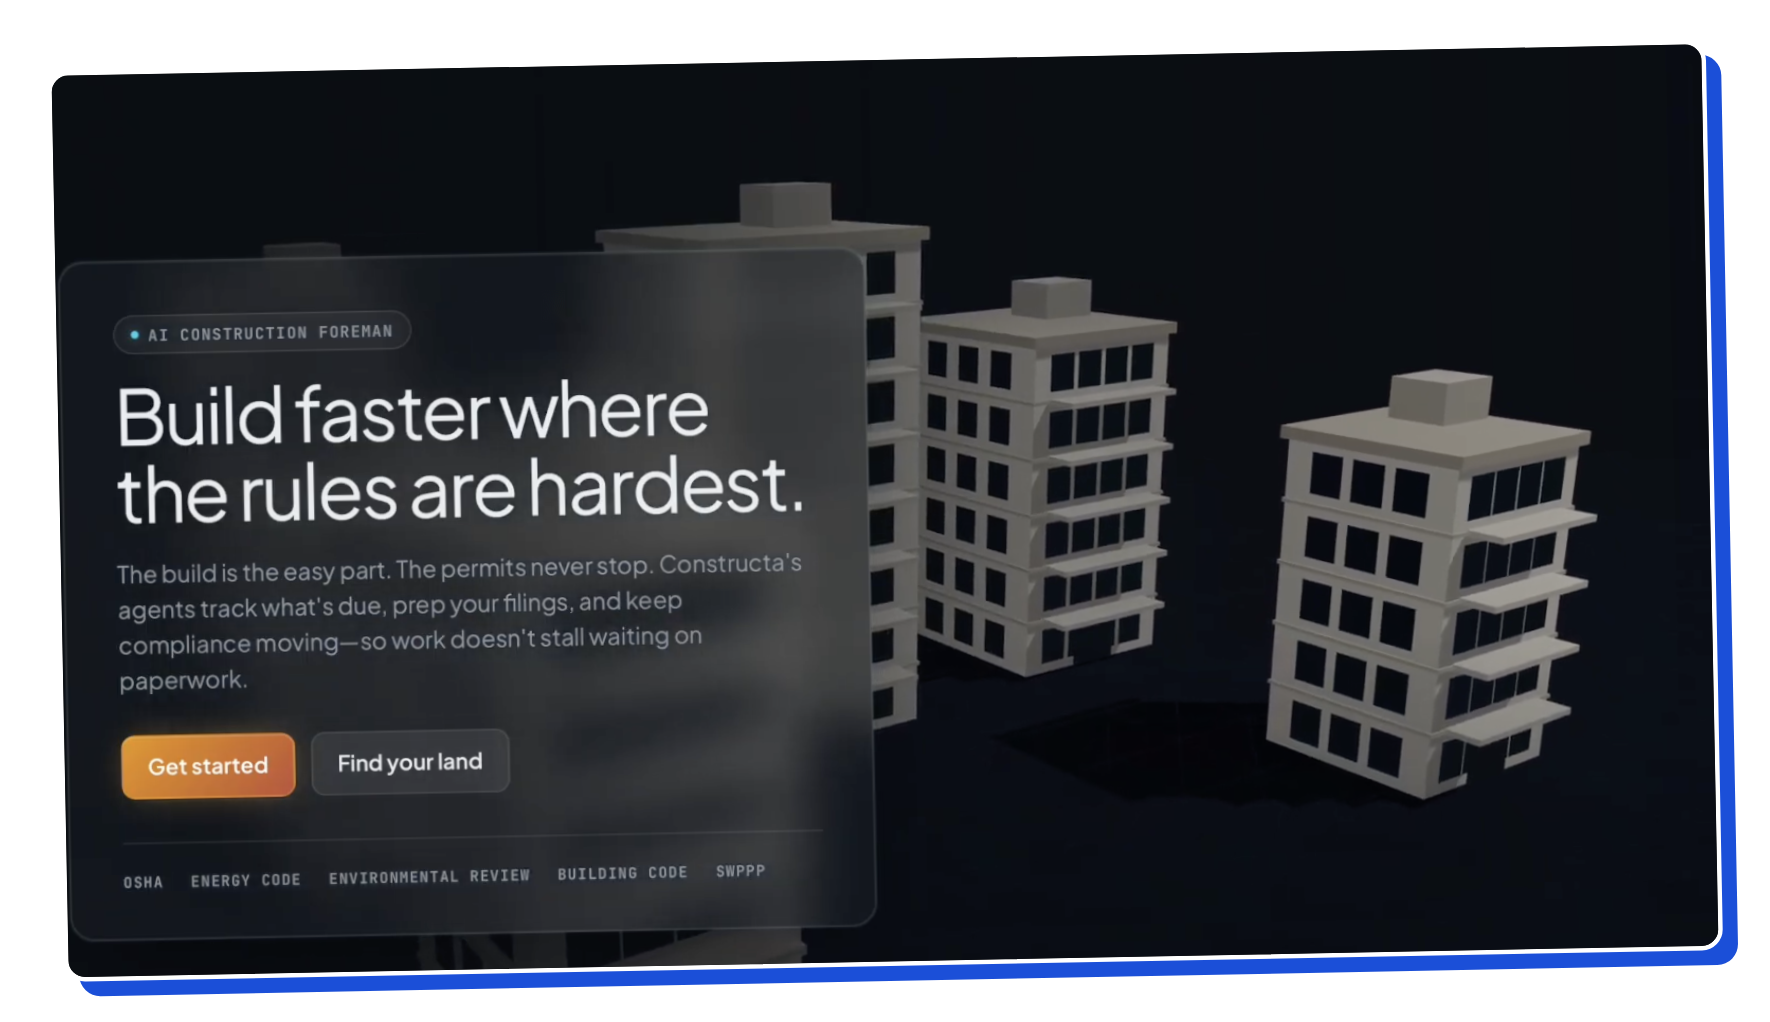 AI CONSTRUCTION FOREMAN
Build faster where
the rules are hardest.
The build is the easy part. The permits never stop. Constructa's
agents track what's due, prep your filings, and keep
compliance moving—so work doesn't stall waiting on
paperwork.
Get started
Find your land
OSHA ENERGY CODE ENVIRONMENTAL REVIEW BUILDING CODE SWPPP